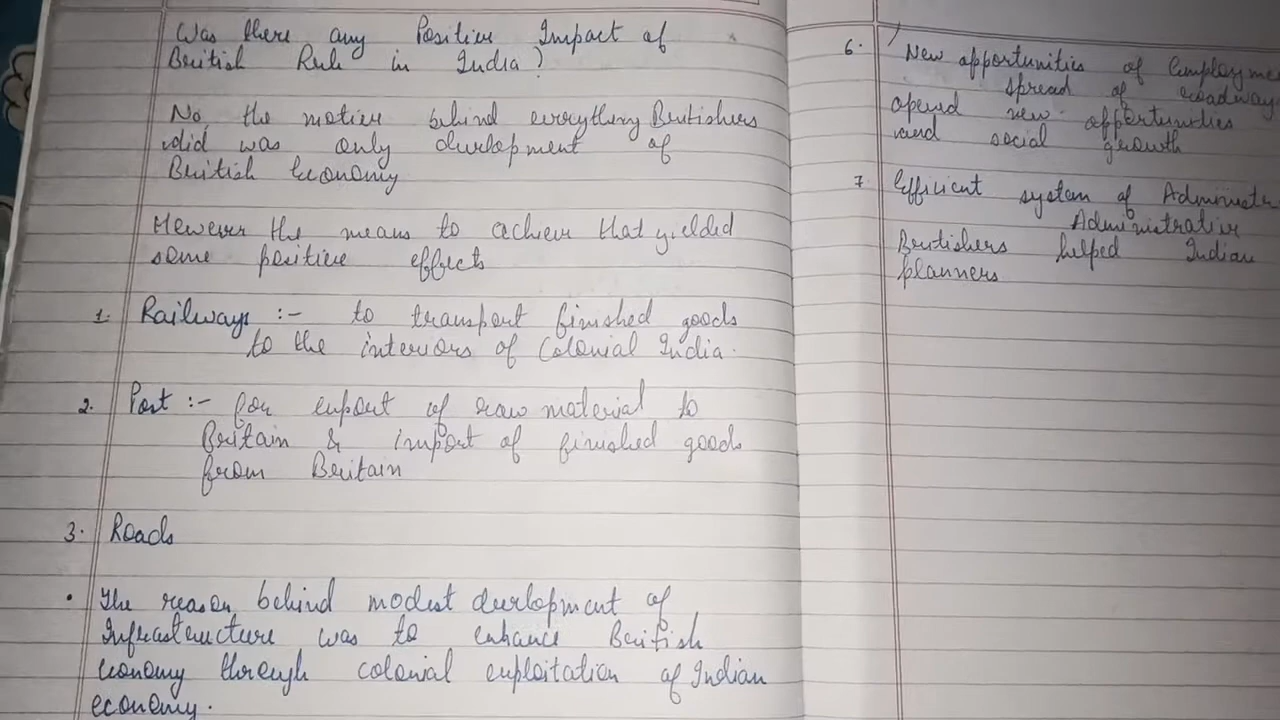 Was there any Positive Impact of
British Rule in India?
No the motive behind everything Beutishers
did was only development of
British Economy
However the means to achieve that yielded
some positive effects
1. Railways :- to transport finished goods
to the interiors of Colonial India.
2. Port :- for export of raw material to
Britain & import of finished goods
from Britain
3. Roads
• The reason behind modest development of
Infrastructure was to enhance British
economy through colonial exploitation of Indian
economy.
6. New opportunities of Employme
spread of roadways
opened new opportunities
and social growth
7 Efficient system of Administr
Administrative
Beutishers helped Indian
planners